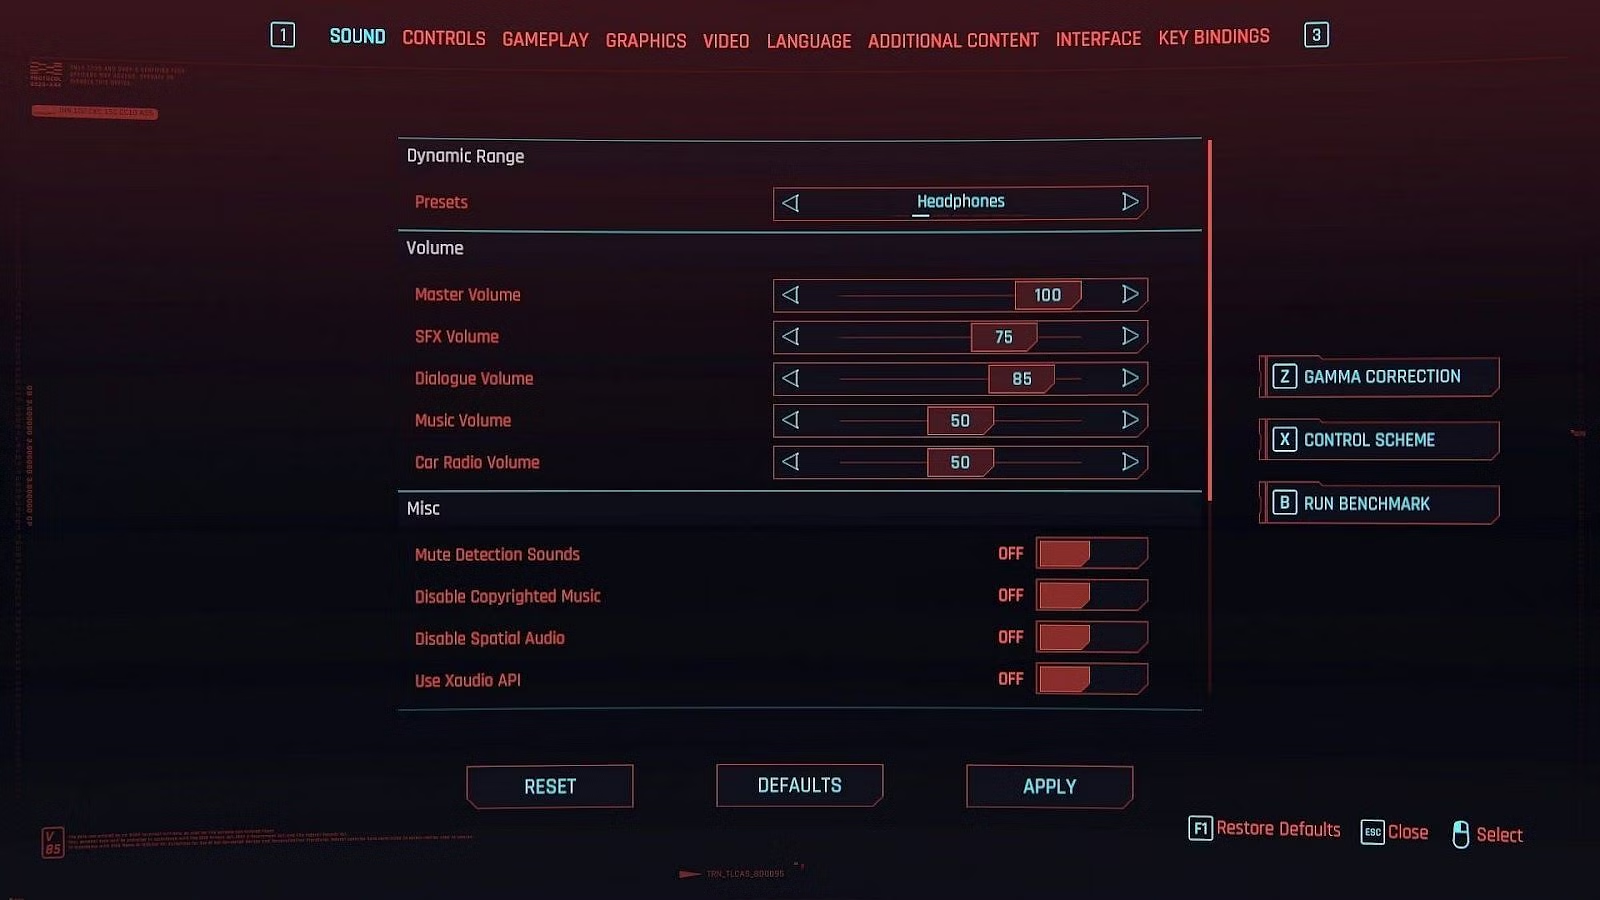 1 SOUND CONTROLS GAMEPLAY GRAPHICS VIDEO LANGUAGE ADDITIONAL CONTENT INTERFACE KEY BINDINGS 3
Dynamic Range
Presets Headphones
Volume
Master Volume 100
SFX Volume 75
Dialogue Volume 85
Music Volume 50
Car Radio Volume 50
Misc
Mute Detection Sounds OFF
Disable Copyrighted Music OFF
Disable Spatial Audio OFF
Use Xaudio API OFF
Z GAMMA CORRECTION
X CONTROL SCHEME
B RUN BENCHMARK
RESET DEFAULTS APPLY
F1 Restore Defaults ESC Close Select
V
85
TRN_TLCAS_800095